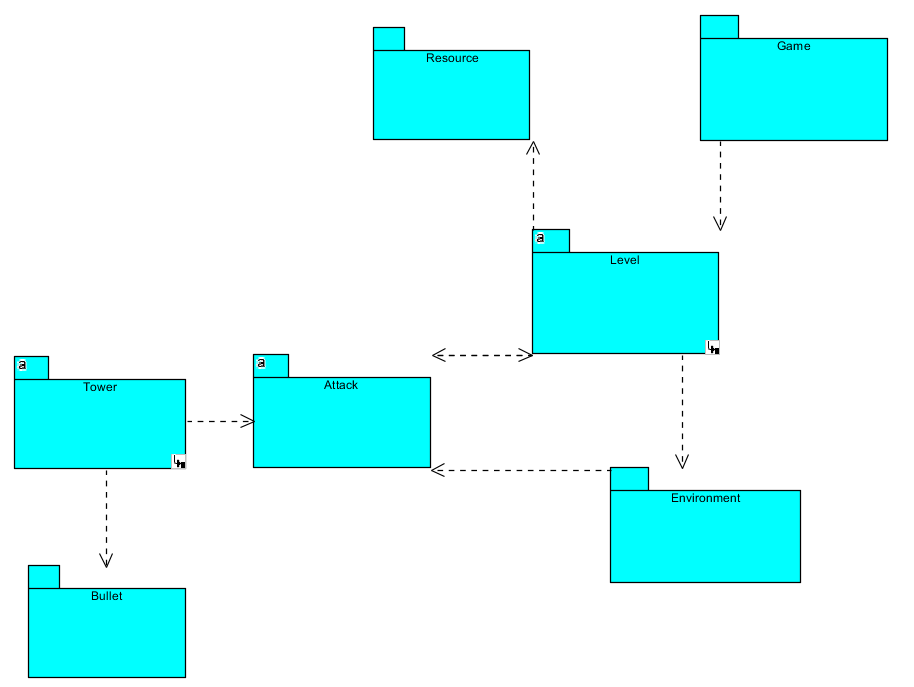 Game
Resource
a
Level
a
Attack
a
Tower
Environment
Bullet